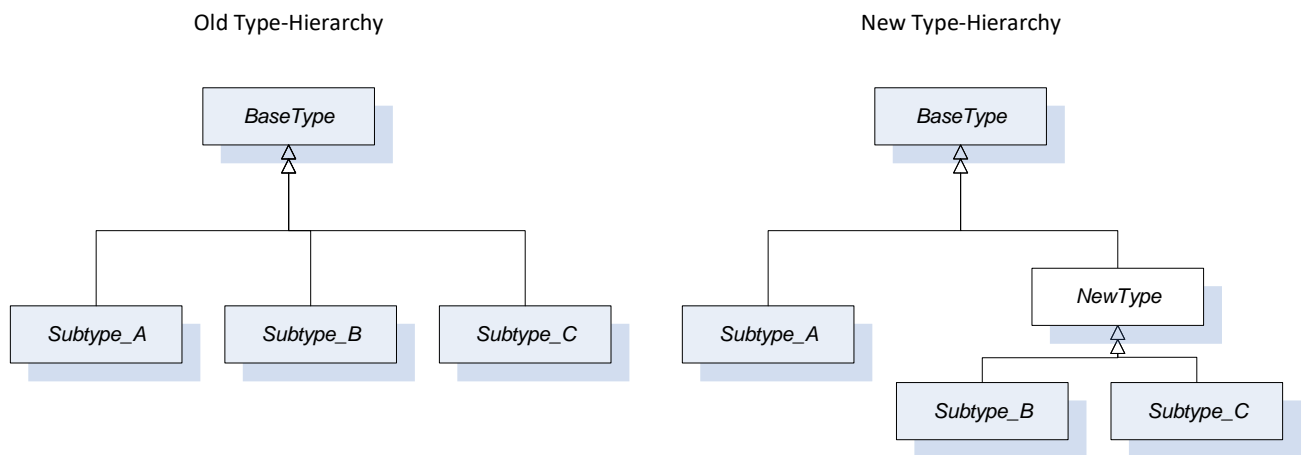 Old Type-Hierarchy
BaseType
Subtype_A
Subtype_B
Subtype_C
New Type-Hierarchy
BaseType
NewType
Subtype_A
Subtype_B
Subtype_C